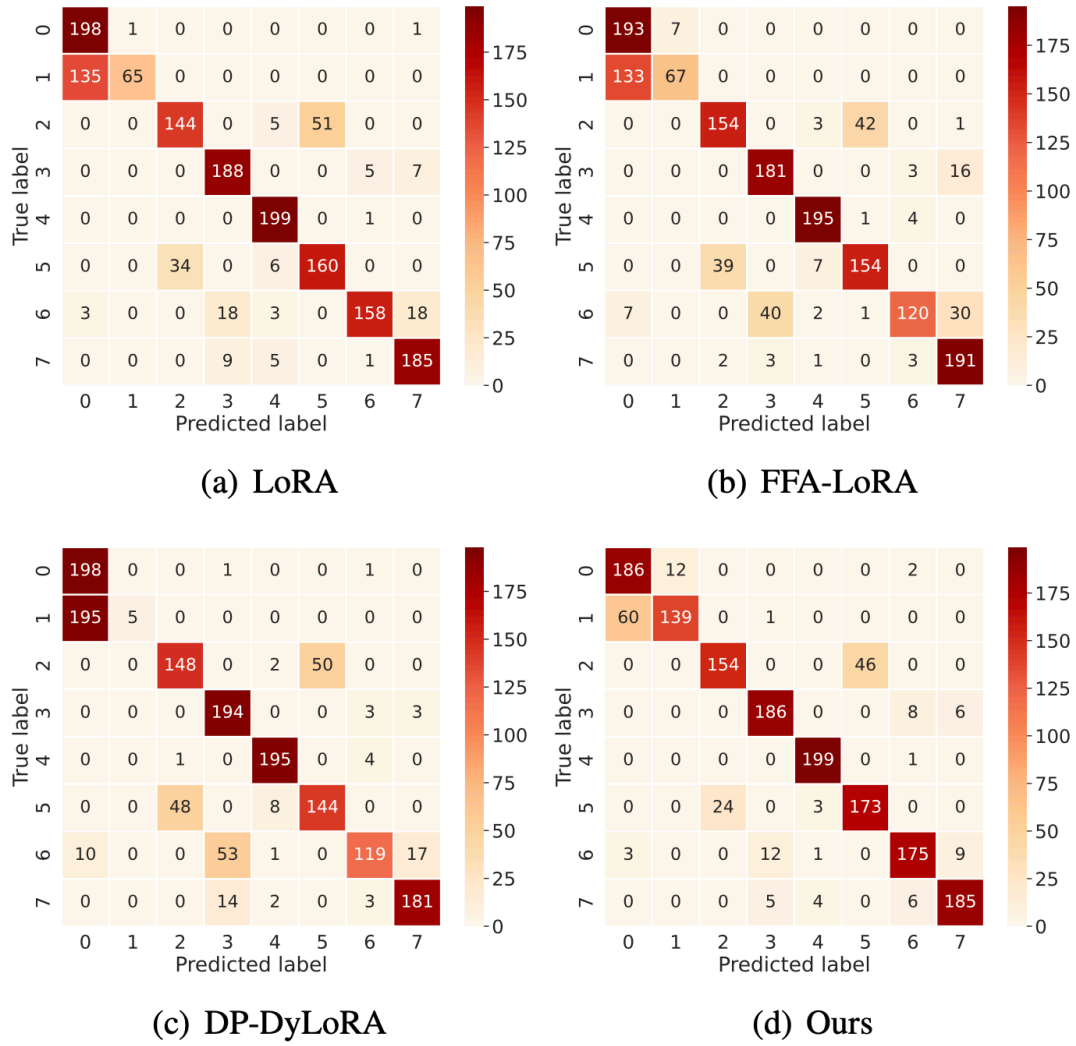 0 198 1 0 0 0 0 0 1
1 135 65 0 0 0 0 0 0
2 0 0 144 0 5 51 0 0
3 0 0 0 188 0 0 5 7
4 0 0 0 0 199 0 1 0
5 0 0 34 0 6 160 0 0
6 3 0 0 18 3 0 158 18
7 0 0 0 9 5 0 1 185
0 1 2 3 4 5 6 7
True label
Predicted label
175
150
125
100
75
50
25
0
(a) LoRA
0 193 7 0 0 0 0 0 0
1 133 67 0 0 0 0 0 0
2 0 0 154 0 3 42 0 1
3 0 0 0 181 0 0 3 16
4 0 0 0 0 195 1 4 0
5 0 0 39 0 7 154 0 0
6 7 0 0 40 2 1 120 30
7 0 0 2 3 1 0 3 191
0 1 2 3 4 5 6 7
True label
Predicted label
175
150
125
100
75
50
25
0
(b) FFA-LoRA
0 198 0 0 1 0 0 1 0
1 195 5 0 0 0 0 0 0
2 0 0 148 0 2 50 0 0
3 0 0 0 194 0 0 3 3
4 0 0 1 0 195 0 4 0
5 0 0 48 0 8 144 0 0
6 10 0 0 53 1 0 119 17
7 0 0 0 14 2 0 3 181
0 1 2 3 4 5 6 7
True label
Predicted label
175
150
125
100
75
50
25
0
(c) DP-DyLoRA
0 186 12 0 0 0 0 2 0
1 60 139 0 1 0 0 0 0
2 0 0 154 0 0 46 0 0
3 0 0 0 186 0 0 8 6
4 0 0 0 0 199 0 1 0
5 0 0 24 0 3 173 0 0
6 3 0 0 12 1 0 175 9
7 0 0 0 5 4 0 6 185
0 1 2 3 4 5 6 7
True label
Predicted label
175
150
125
100
75
50
25
0
(d) Ours